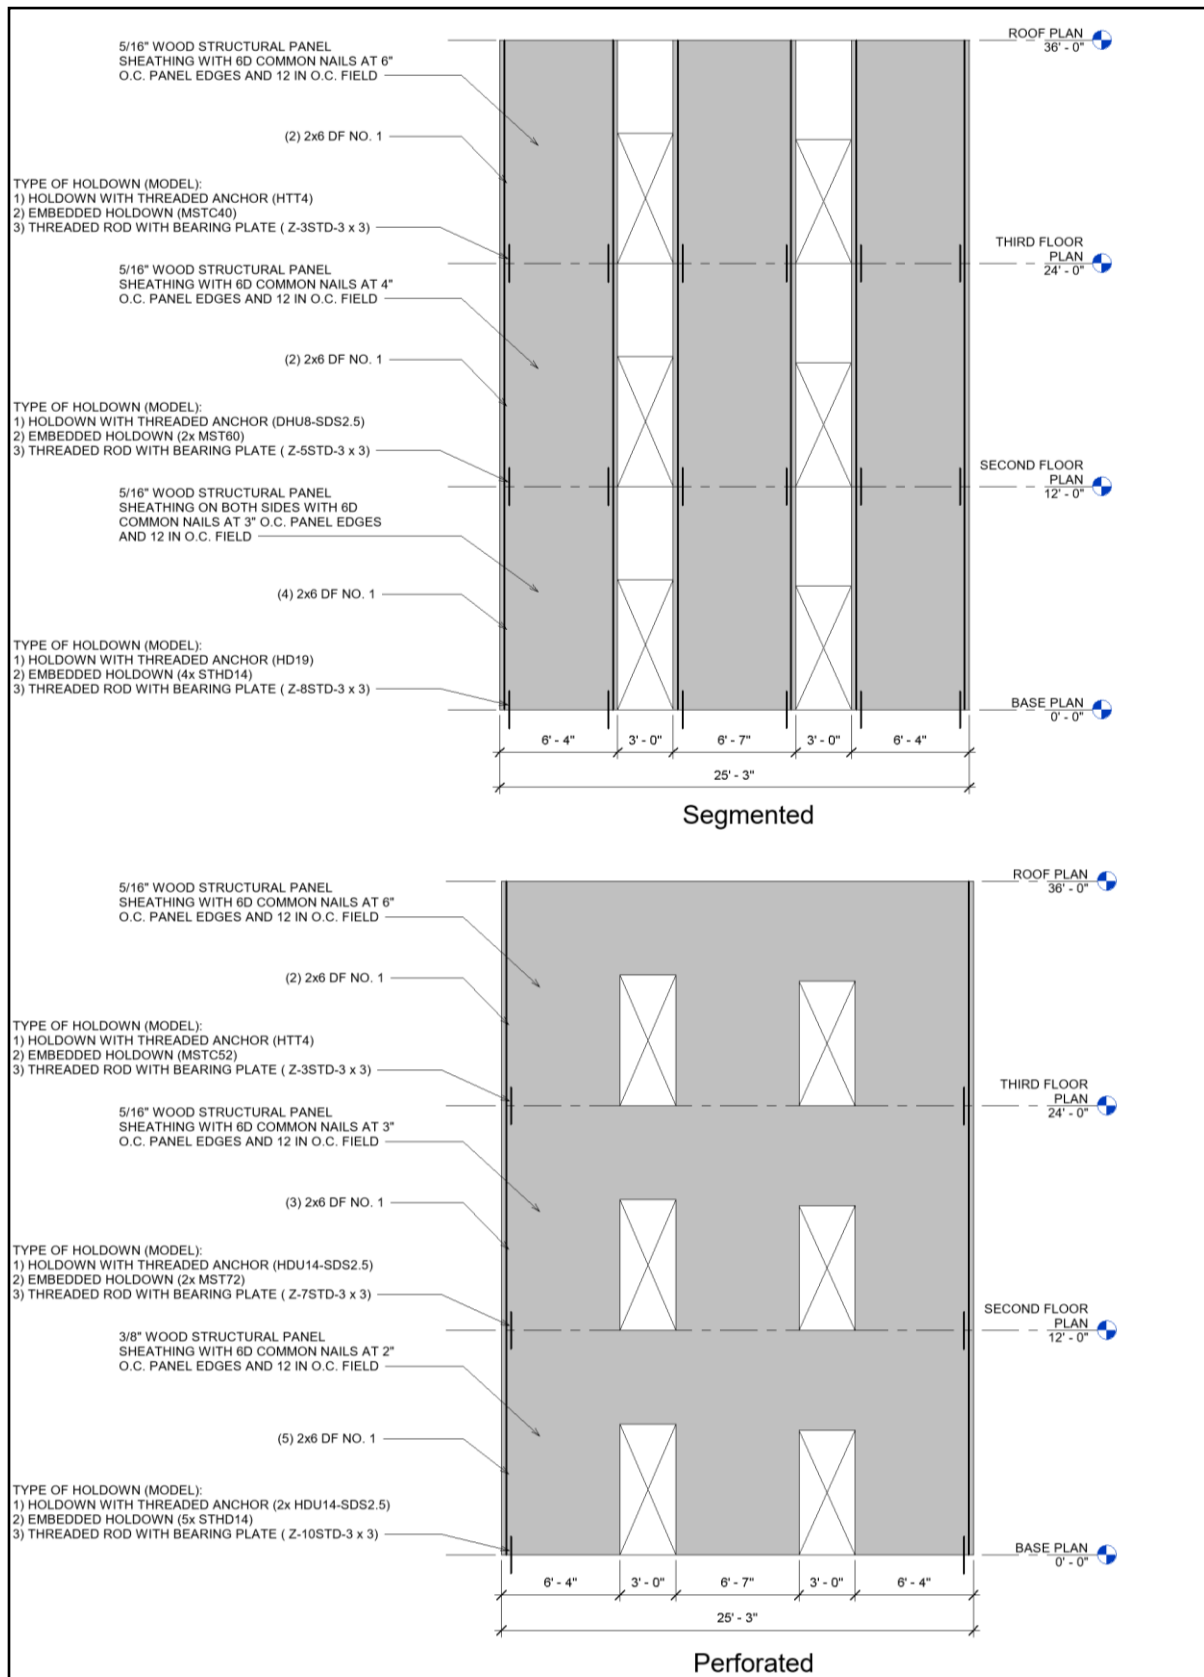 5/16" WOOD STRUCTURAL PANEL
SHEATHING WITH 6D COMMON NAILS AT 6"
O.C. PANEL EDGES AND 12 IN O.C. FIELD
(2) 2x6 DF NO. 1
TYPE OF HOLDOWN (MODEL):
1) HOLDOWN WITH THREADED ANCHOR (HTT4)
2) EMBEDDED HOLDOWN (MSTC40)
3) THREADED ROD WITH BEARING PLATE ( Z-3STD-3 x 3)
5/16" WOOD STRUCTURAL PANEL
SHEATHING WITH 6D COMMON NAILS AT 4"
O.C. PANEL EDGES AND 12 IN O.C. FIELD
(2) 2x6 DF NO. 1
TYPE OF HOLDOWN (MODEL):
1) HOLDOWN WITH THREADED ANCHOR (DHU8-SDS2.5)
2) EMBEDDED HOLDOWN (2x MST60)
3) THREADED ROD WITH BEARING PLATE ( Z-5STD-3 x 3)
5/16" WOOD STRUCTURAL PANEL
SHEATHING ON BOTH SIDES WITH 6D
COMMON NAILS AT 3" O.C. PANEL EDGES
AND 12 IN O.C. FIELD
(4) 2x6 DF NO. 1
TYPE OF HOLDOWN (MODEL):
1) HOLDOWN WITH THREADED ANCHOR (HD19)
2) EMBEDDED HOLDOWN (4x STHD14)
3) THREADED ROD WITH BEARING PLATE ( Z-8STD-3 x 3)
ROOF PLAN
36' - 0"
THIRD FLOOR
PLAN
24' - 0"
SECOND FLOOR
PLAN
12' - 0"
BASE PLAN
0' - 0"
6' - 4" 3' - 0" 6' - 7" 3' - 0" 6' - 4"
25' - 3"
Segmented
5/16" WOOD STRUCTURAL PANEL
SHEATHING WITH 6D COMMON NAILS AT 6"
O.C. PANEL EDGES AND 12 IN O.C. FIELD
(2) 2x6 DF NO. 1
TYPE OF HOLDOWN (MODEL):
1) HOLDOWN WITH THREADED ANCHOR (HTT4)
2) EMBEDDED HOLDOWN (MSTC52)
3) THREADED ROD WITH BEARING PLATE ( Z-3STD-3 x 3)
5/16" WOOD STRUCTURAL PANEL
SHEATHING WITH 6D COMMON NAILS AT 3"
O.C. PANEL EDGES AND 12 IN O.C. FIELD
(3) 2x6 DF NO. 1
TYPE OF HOLDOWN (MODEL):
1) HOLDOWN WITH THREADED ANCHOR (HDU14-SDS2.5)
2) EMBEDDED HOLDOWN (2x MST72)
3) THREADED ROD WITH BEARING PLATE ( Z-7STD-3 x 3)
3/8" WOOD STRUCTURAL PANEL
SHEATHING WITH 6D COMMON NAILS AT 2"
O.C. PANEL EDGES AND 12 IN O.C. FIELD
(5) 2x6 DF NO. 1
TYPE OF HOLDOWN (MODEL):
1) HOLDOWN WITH THREADED ANCHOR (2x HDU14-SDS2.5)
2) EMBEDDED HOLDOWN (5x STHD14)
3) THREADED ROD WITH BEARING PLATE ( Z-10STD-3 x 3)
ROOF PLAN
36' - 0"
THIRD FLOOR
PLAN
24' - 0"
SECOND FLOOR
PLAN
12' - 0"
BASE PLAN
0' - 0"
6' - 4" 3' - 0" 6' - 7" 3' - 0" 6' - 4"
25' - 3"
Perforated